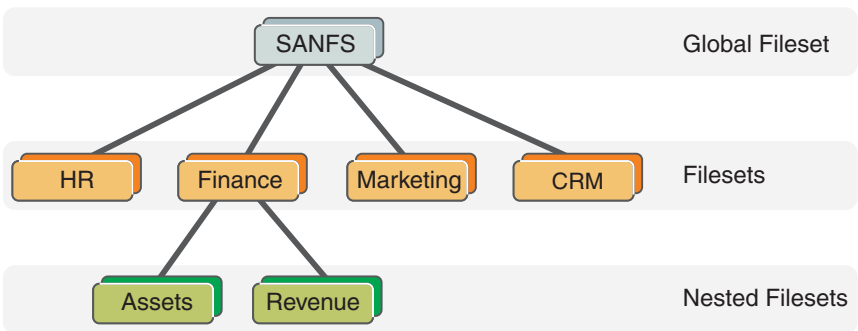 SANFS
Global Fileset
HR
Finance
Marketing
CRM
Filesets
Assets
Revenue
Nested Filesets